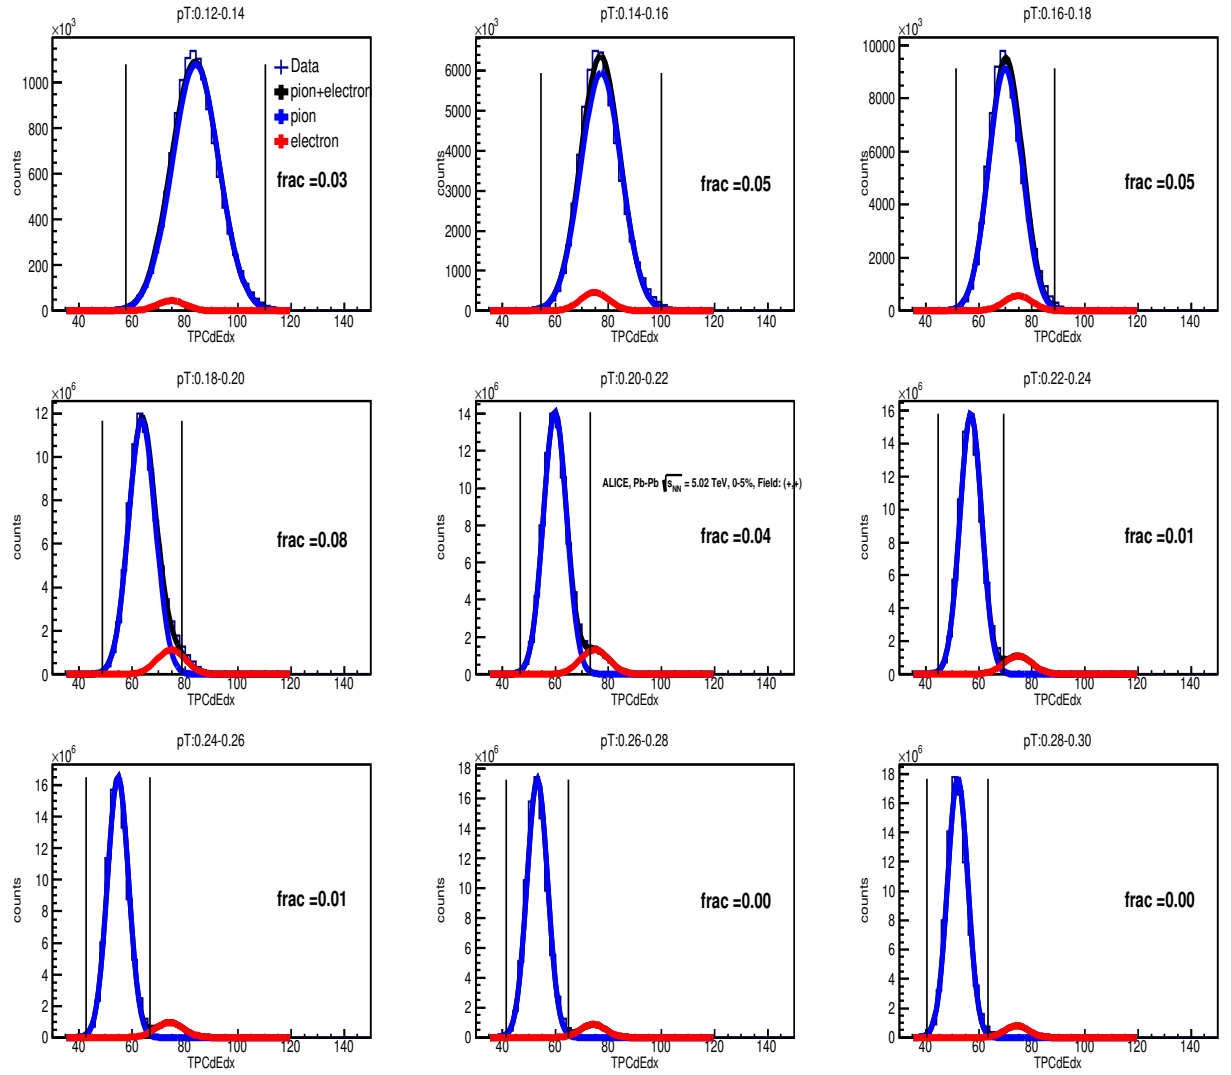 pT:0.12-0.14
×10³
1000
800
600
400
200
0
counts
Data
pion+electron
pion
electron
frac =0.03
40 60 80 100 120 140
TPCdEdx
pT:0.14-0.16
×10³
6000
5000
4000
3000
2000
1000
0
counts
frac =0.05
40 60 80 100 120 140
TPCdEdx
pT:0.16-0.18
×10³
10000
8000
6000
4000
2000
0
counts
frac =0.05
40 60 80 100 120 140
TPCdEdx
pT:0.18-0.20
×10⁶
12
10
8
6
4
2
0
counts
frac =0.08
40 60 80 100 120 140
TPCdEdx
pT:0.20-0.22
×10⁶
14
12
10
8
6
4
2
0
counts
ALICE, Pb-Pb √sNN = 5.02 TeV, 0-5%, Field: (+,+)
frac =0.04
40 60 80 100 120 140
TPCdEdx
pT:0.22-0.24
×10⁶
16
14
12
10
8
6
4
2
0
counts
frac =0.01
40 60 80 100 120 140
TPCdEdx
pT:0.24-0.26
×10⁶
16
14
12
10
8
6
4
2
0
counts
frac =0.01
40 60 80 100 120 140
TPCdEdx
pT:0.26-0.28
×10⁶
18
16
14
12
10
8
6
4
2
0
counts
frac =0.00
40 60 80 100 120 140
TPCdEdx
pT:0.28-0.30
×10⁶
18
16
14
12
10
8
6
4
2
0
counts
frac =0.00
40 60 80 100 120 140
TPCdEdx